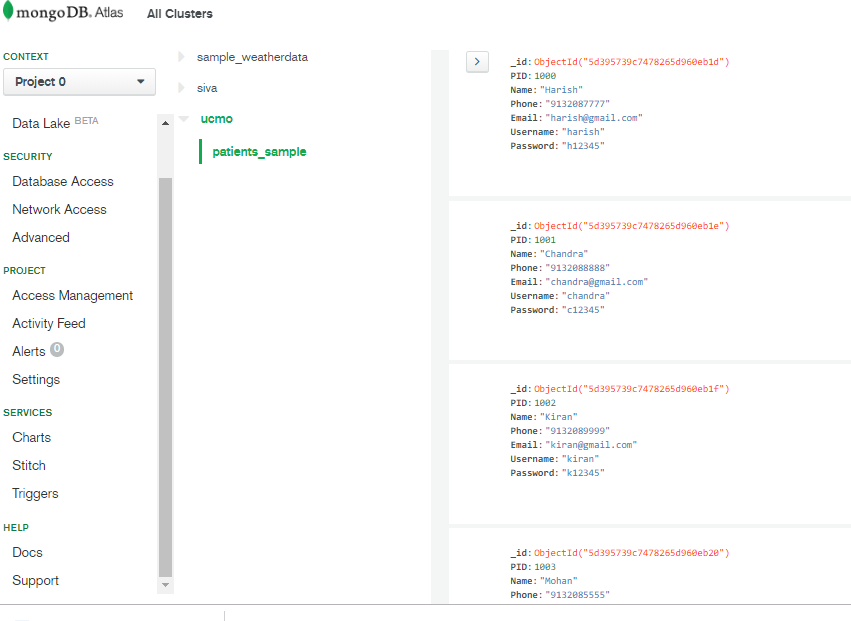 mongoDB. Atlas All Clusters
CONTEXT
Project 0
Data Lake BETA
SECURITY
Database Access
Network Access
Advanced
PROJECT
Access Management
Activity Feed
Alerts 0
Settings
SERVICES
Charts
Stitch
Triggers
HELP
Docs
Support
sample_weatherdata
siva
ucmo
patients_sample
_id: ObjectId("5d395739c7478265d960eb1d")
PID: 1000
Name: "Harish"
Phone: "9132087777"
Email: "harish@gmail.com"
Username: "harish"
Password: "h12345"
_id: ObjectId("5d395739c7478265d960eb1e")
PID: 1001
Name: "Chandra"
Phone: "9132088888"
Email: "chandra@gmail.com"
Username: "chandra"
Password: "c12345"
_id: ObjectId("5d395739c7478265d960eb1f")
PID: 1002
Name: "Kiran"
Phone: "9132089999"
Email: "kiran@gmail.com"
Username: "kiran"
Password: "k12345"
_id: ObjectId("5d395739c7478265d960eb20")
PID: 1003
Name: "Mohan"
Phone: "9132085555"